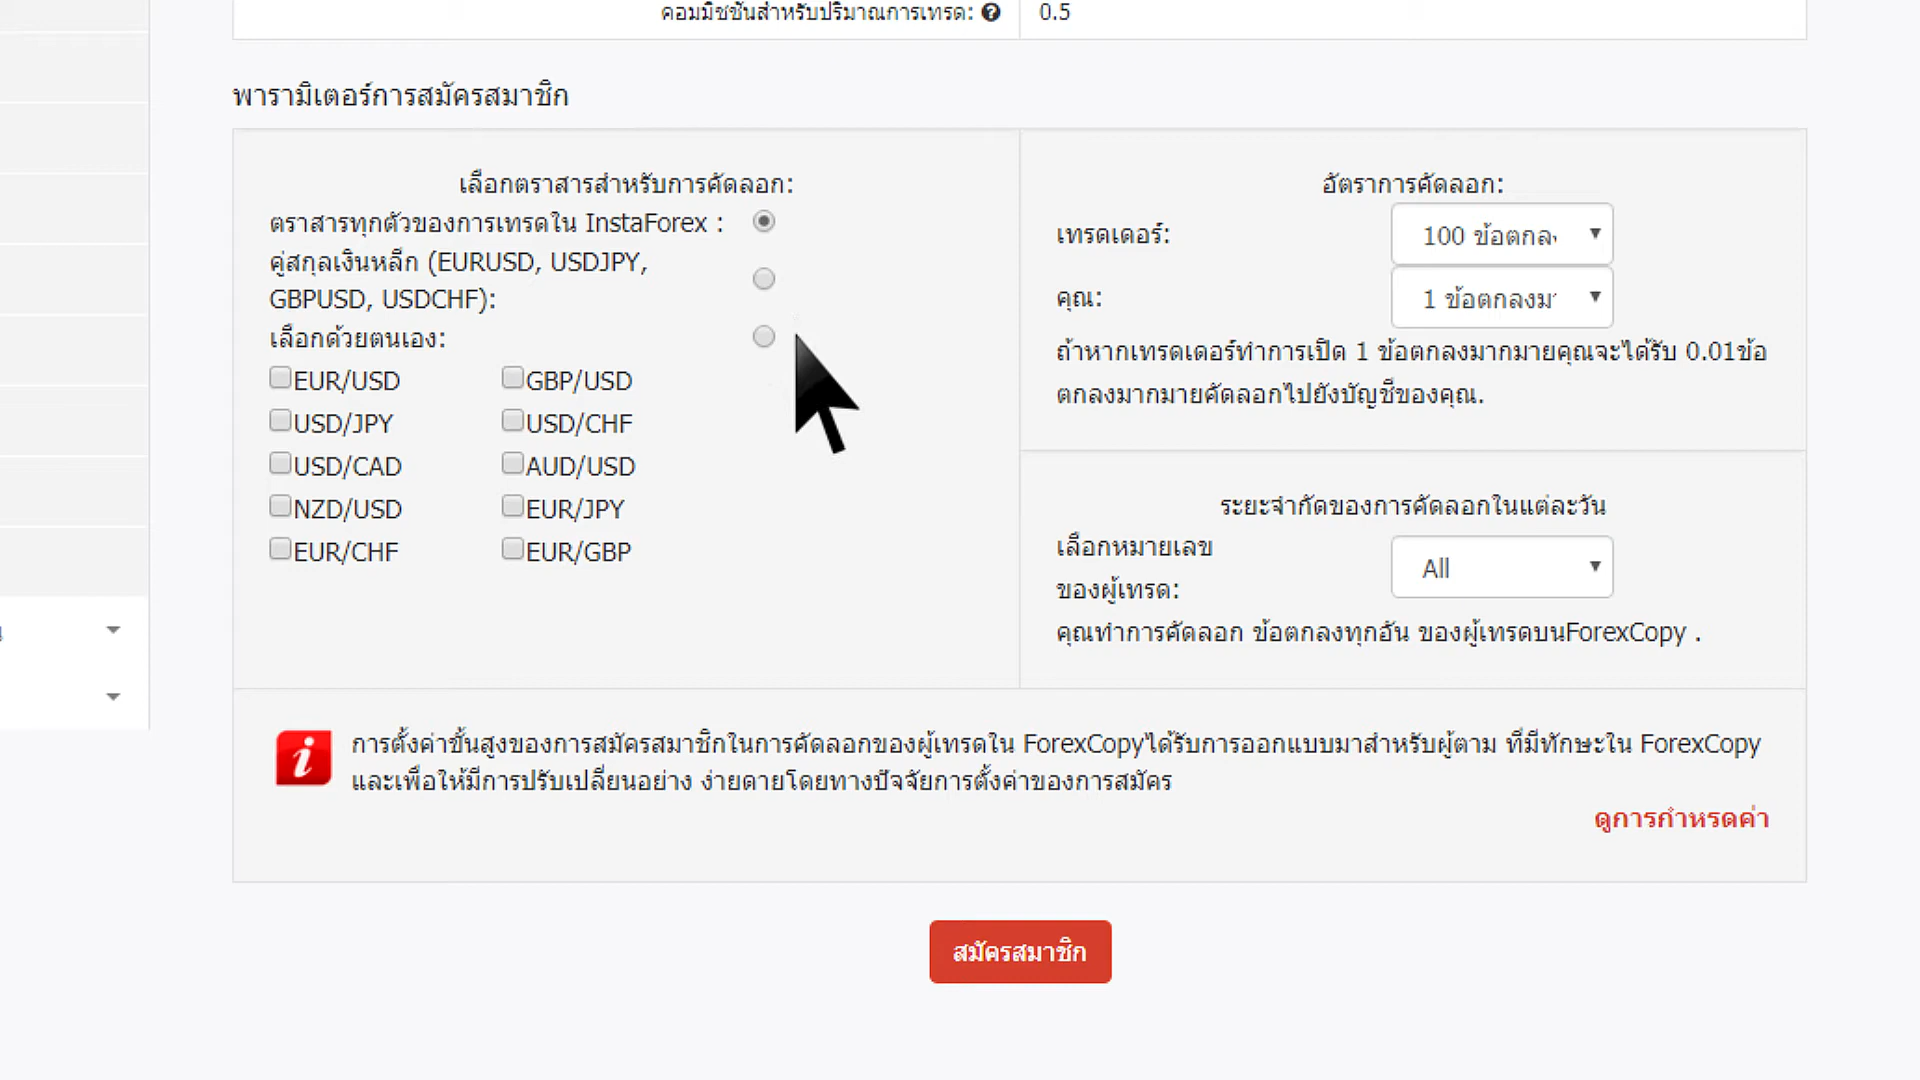 คอมมิชชั่นสำหรับปริมาณการเทรด: ? 0.5
พารามิเตอร์การสมัครสมาชิก
เลือกตราสารสำหรับการคัดลอก:
ตราสารทุกตัวของการเทรดใน InstaForex :
คู่สกุลเงินหลัก (EURUSD, USDJPY,
GBPUSD, USDCHF):
เลือกด้วยตนเอง:
EUR/USD GBP/USD
USD/JPY USD/CHF
USD/CAD AUD/USD
NZD/USD EUR/JPY
EUR/CHF EUR/GBP
อัตราการคัดลอก:
เทรดเดอร์: 100 ข้อตกล
คุณ: 1 ข้อตกลงม
ถ้าหากเทรดเดอร์ทำการเปิด 1 ข้อตกลงมากมายคุณจะได้รับ 0.01ข้อ
ตกลงมากมายคัดลอกไปยังบัญชีของคุณ.
ระยะจำกัดของการคัดลอกในแต่ละวัน
เลือกหมายเลข
ของผู้เทรด: All
คุณทำการคัดลอก ข้อตกลงทุกอัน ของผู้เทรดบนForexCopy .
i การตั้งค่าขั้นสูงของการสมัครสมาชิกในการคัดลอกของผู้เทรดใน ForexCopyได้รับการออกแบบมาสำหรับผู้ตาม ที่มีทักษะใน ForexCopy
และเพื่อให้มีการปรับเปลี่ยนอย่าง ง่ายดายโดยทางปัจจัยการตั้งค่าของการสมัคร
ดูการกำหรดค่า
สมัครสมาชิก